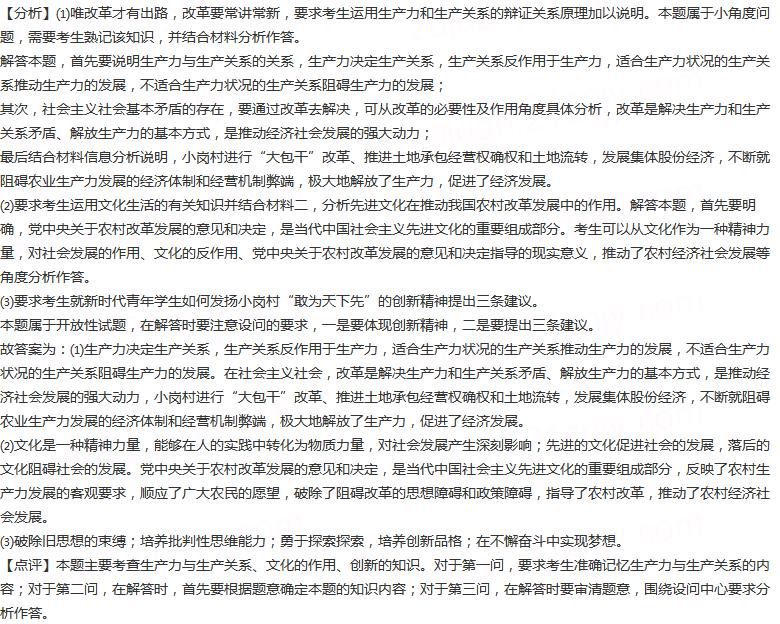 【分析】(1)唯改革才有出路，改革要常讲常新，要求考生运用生产力和生产关系的辩证关系原理加以说明。本题属于小角度问
题，需要考生熟记该知识，并结合材料分析作答。
解答本题，首先要说明生产力与生产关系的关系，生产力决定生产关系，生产关系反作用于生产力，适合生产力状况的生产关
系推动生产力的发展，不适合生产力状况的生产关系阻碍生产力的发展；
其次，社会主义社会基本矛盾的存在，要通过改革去解决，可从改革的必要性及作用角度具体分析，改革是解决生产力和生产
关系矛盾、解放生产力的基本方式，是推动经济社会发展的强大动力；
最后结合材料信息分析说明，小岗村进行“大包干”改革、推进土地承包经营权确权和土地流转，发展集体股份经济，不断就
阻碍农业生产力发展的经济体制和经营机制弊端，极大地解放了生产力，促进了经济发展。
(2)要求考生运用文化生活的有关知识并结合材料二，分析先进文化在推动我国农村改革发展中的作用。解答本题，首先要明
确，党中央关于农村改革发展的意见和决定，是当代中国社会主义先进文化的重要组成部分。考生可以从文化作为一种精神力
量，对社会发展的作用、文化的反作用、党中央关于农村改革发展的意见和决定指导的现实意义，推动了农村经济社会发展等
角度分析作答。
(3)要求考生就新时代青年学生如何发扬小岗村“敢为天下先”的创新精神提出三条建议。
本题属于开放性试题，在解答时要注意设问的要求，一是要体现创新精神，二是要提出三条建议。
故答案为：(1)生产力决定生产关系，生产关系反作用于生产力，适合生产力状况的生产关系推动生产力的发展，不适合生产力
状况的生产关系阻碍生产力的发展。在社会主义社会，改革是解决生产力和生产关系矛盾、解放生产力的基本方式，是推动经
济社会发展的强大动力，小岗村进行“大包干”改革、推进土地承包经营权确权和土地流转，发展集体股份经济，不断就阻碍
农业生产力发展的经济体制和经营机制弊端，极大地解放了生产力，促进了经济发展。
(2)文化是一种精神力量，能够在人的实践中转化为物质力量，对社会发展产生深刻影响；先进的文化促进社会的发展，落后的
文化阻碍社会的发展。党中央关于农村改革发展的意见和决定，是当代中国社会主义先进文化的重要组成部分，反映了农村生
产力发展的客观要求，顺应了广大农民的愿望，破除了阻碍改革的思想障碍和政策障碍，指导了农村改革，推动了农村经济社
会发展。
(3)破除旧思想的束缚；培养批判性思维能力；勇于探索探索，培养创新品格；在不懈奋斗中实现梦想。
【点评】本题主要考查生产力与生产关系、文化的作用、创新的知识。对于第一问，要求考生准确记忆生产力与生产关系的内
容；对于第二问，在解答时，首先要根据题意确定本题的知识内容；对于第三问，在解答时要审清题意，围绕设问中心要求分
析作答。